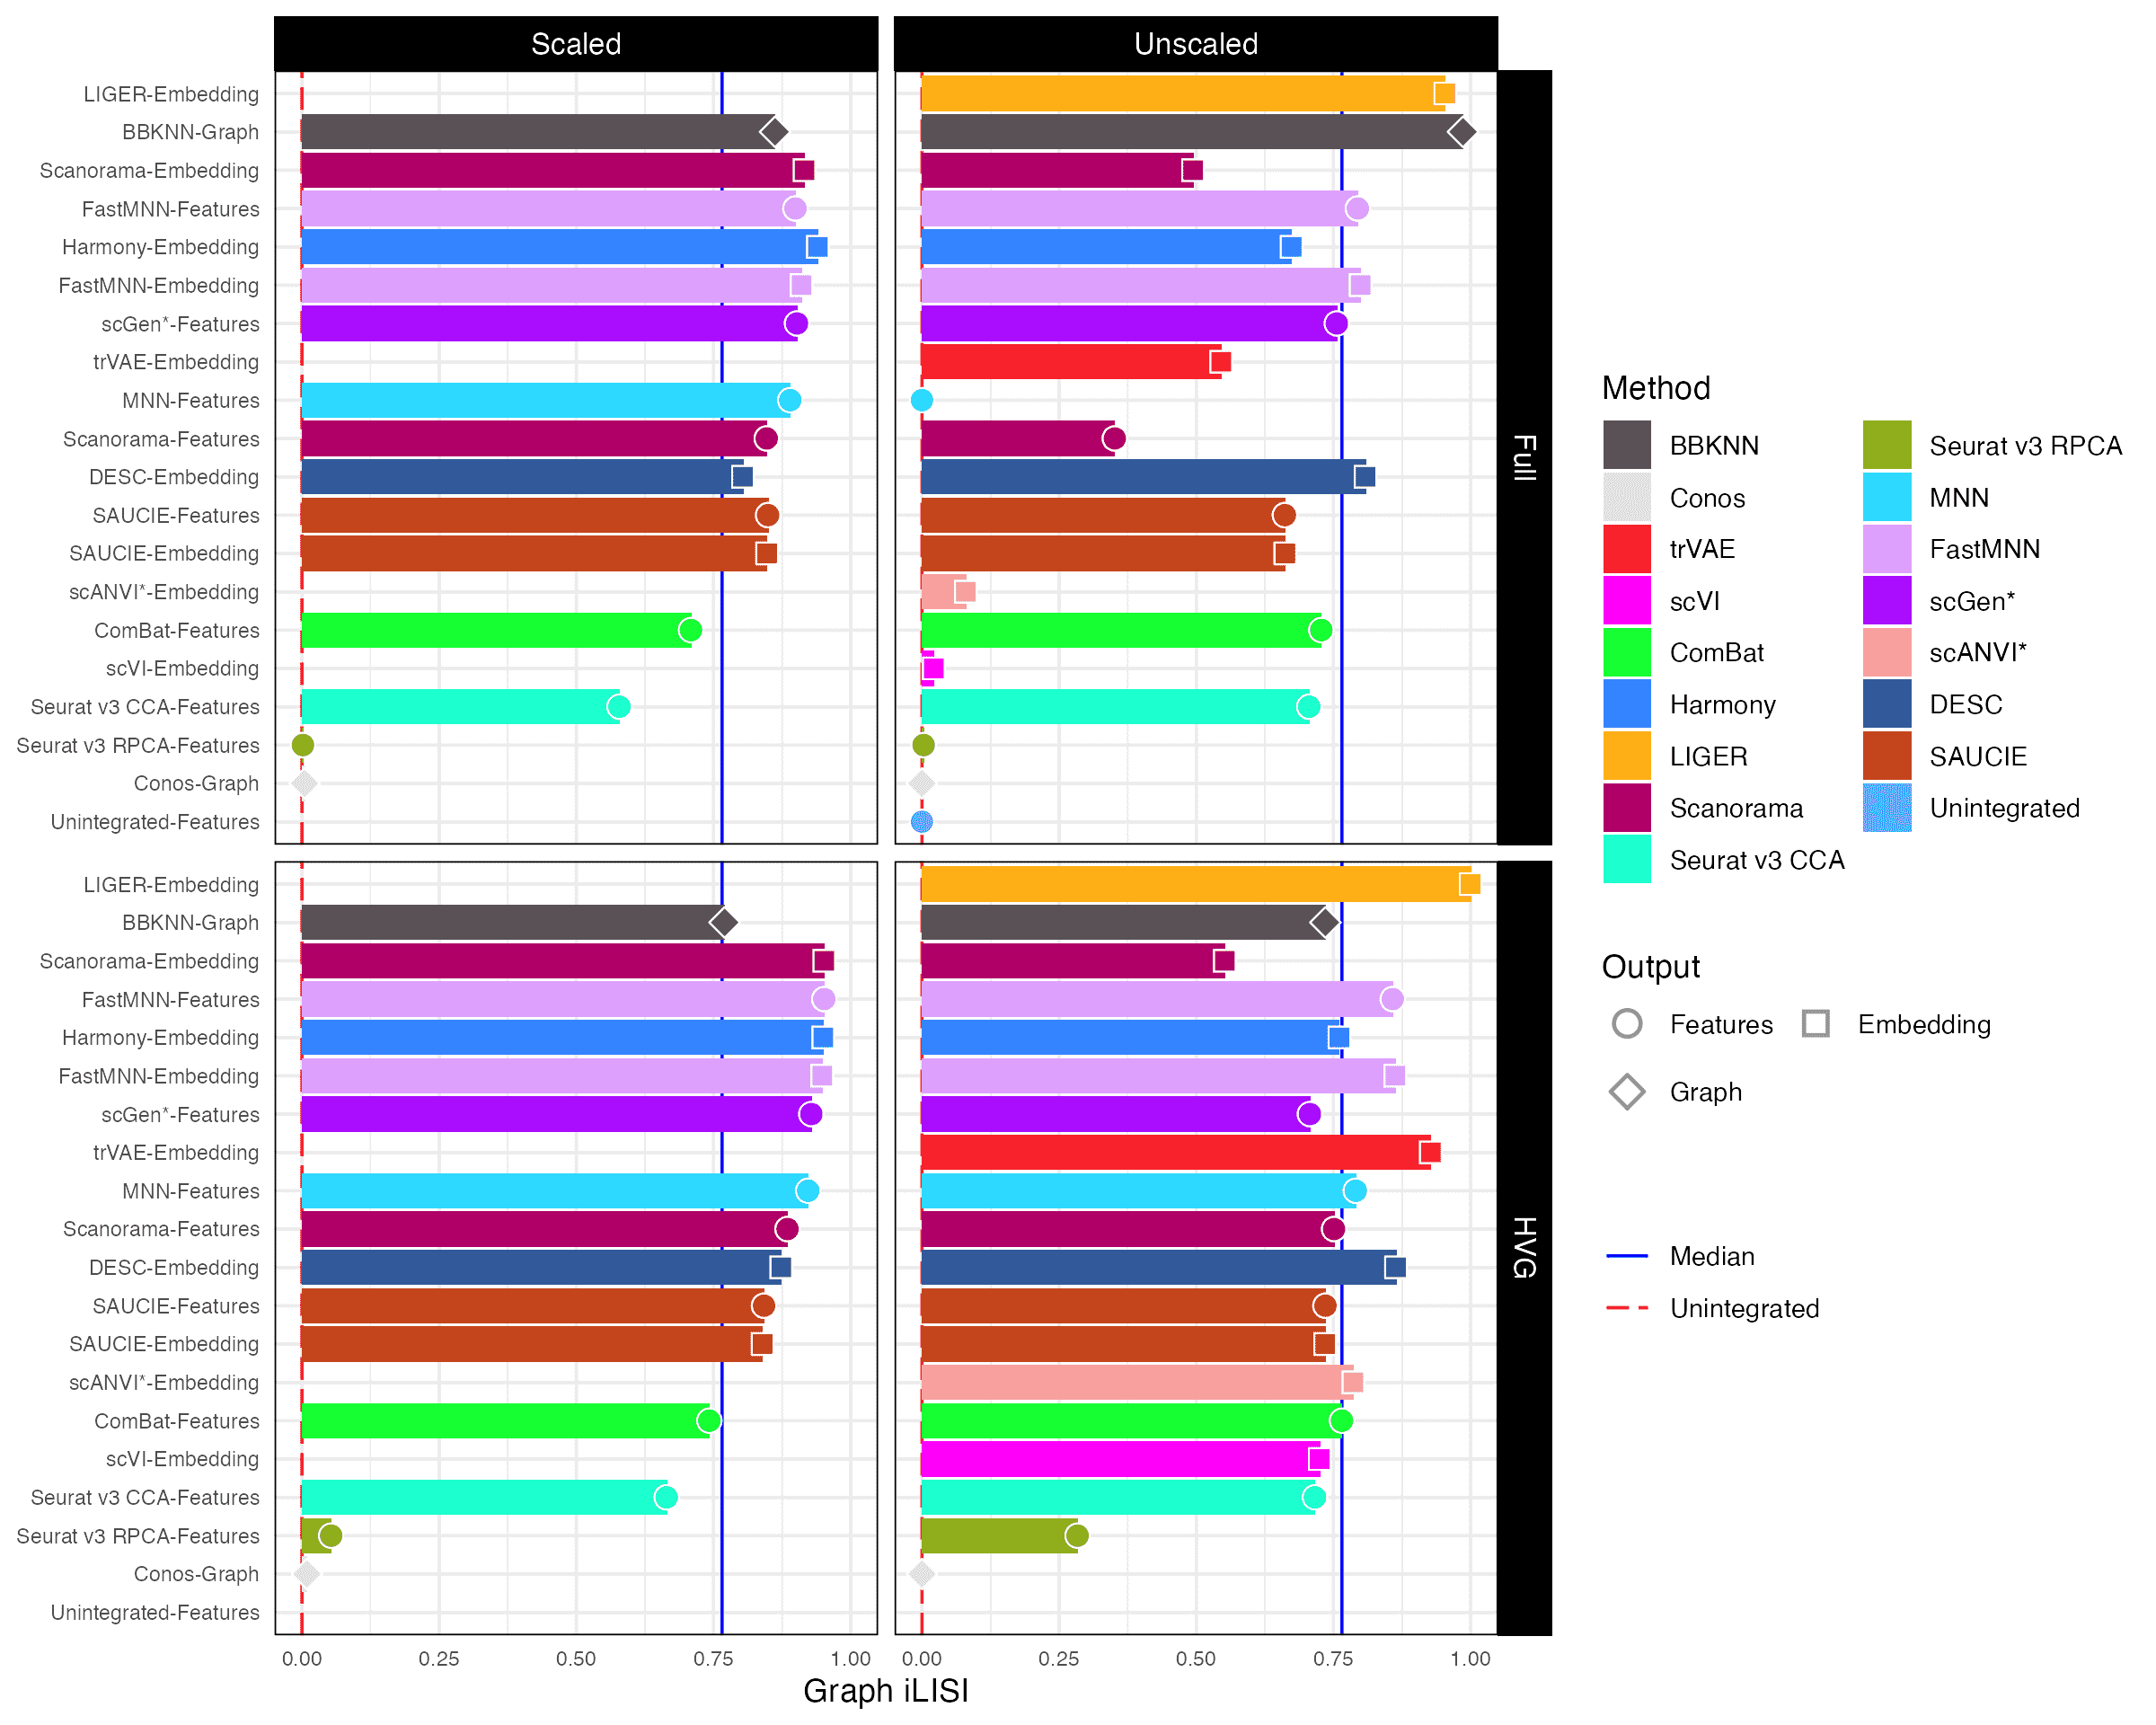 Scaled
Unscaled
LIGER-Embedding
BBKNN-Graph
Scanorama-Embedding
FastMNN-Features
Harmony-Embedding
FastMNN-Embedding
scGen*-Features
trVAE-Embedding
MNN-Features
Scanorama-Features
DESC-Embedding
SAUCIE-Features
SAUCIE-Embedding
scANVI*-Embedding
ComBat-Features
scVI-Embedding
Seurat v3 CCA-Features
Seurat v3 RPCA-Features
Conos-Graph
Unintegrated-Features
Full
LIGER-Embedding
BBKNN-Graph
Scanorama-Embedding
FastMNN-Features
Harmony-Embedding
FastMNN-Embedding
scGen*-Features
trVAE-Embedding
MNN-Features
Scanorama-Features
DESC-Embedding
SAUCIE-Features
SAUCIE-Embedding
scANVI*-Embedding
ComBat-Features
scVI-Embedding
Seurat v3 CCA-Features
Seurat v3 RPCA-Features
Conos-Graph
Unintegrated-Features
HVG
0.00 0.25 0.50 0.75 1.00
0.00 0.25 0.50 0.75 1.00
Graph iLISI
Method
BBKNN
Conos
trVAE
scVI
ComBat
Harmony
LIGER
Scanorama
Seurat v3 CCA
Seurat v3 RPCA
MNN
FastMNN
scGen*
scANVI*
DESC
SAUCIE
Unintegrated
Output
Features
Embedding
Graph
Median
Unintegrated